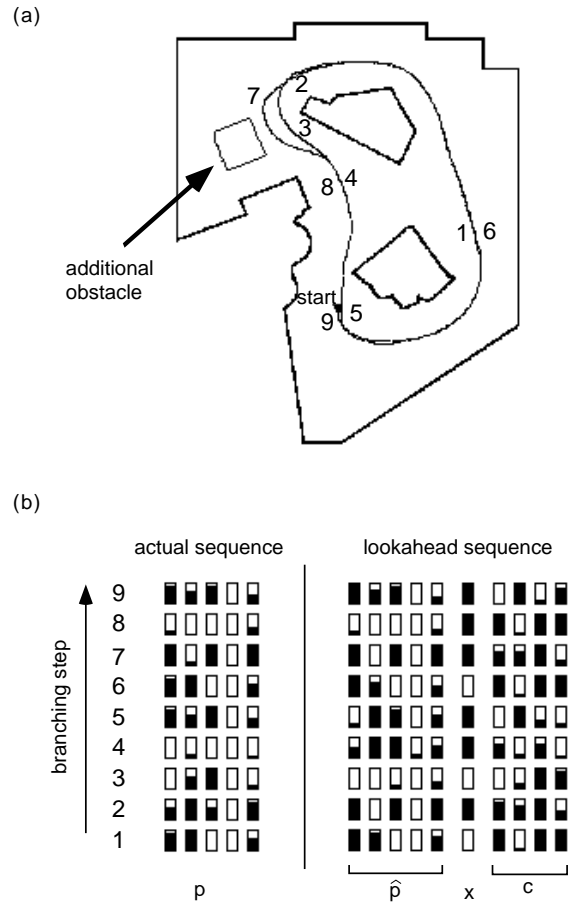 (a)
2
7
3
8 4
1 6
additional
obstacle
start
9 5
(b)
actual sequence
lookahead sequence
branching step
9
8
7
6
5
4
3
2
1
p
p̂
x
c